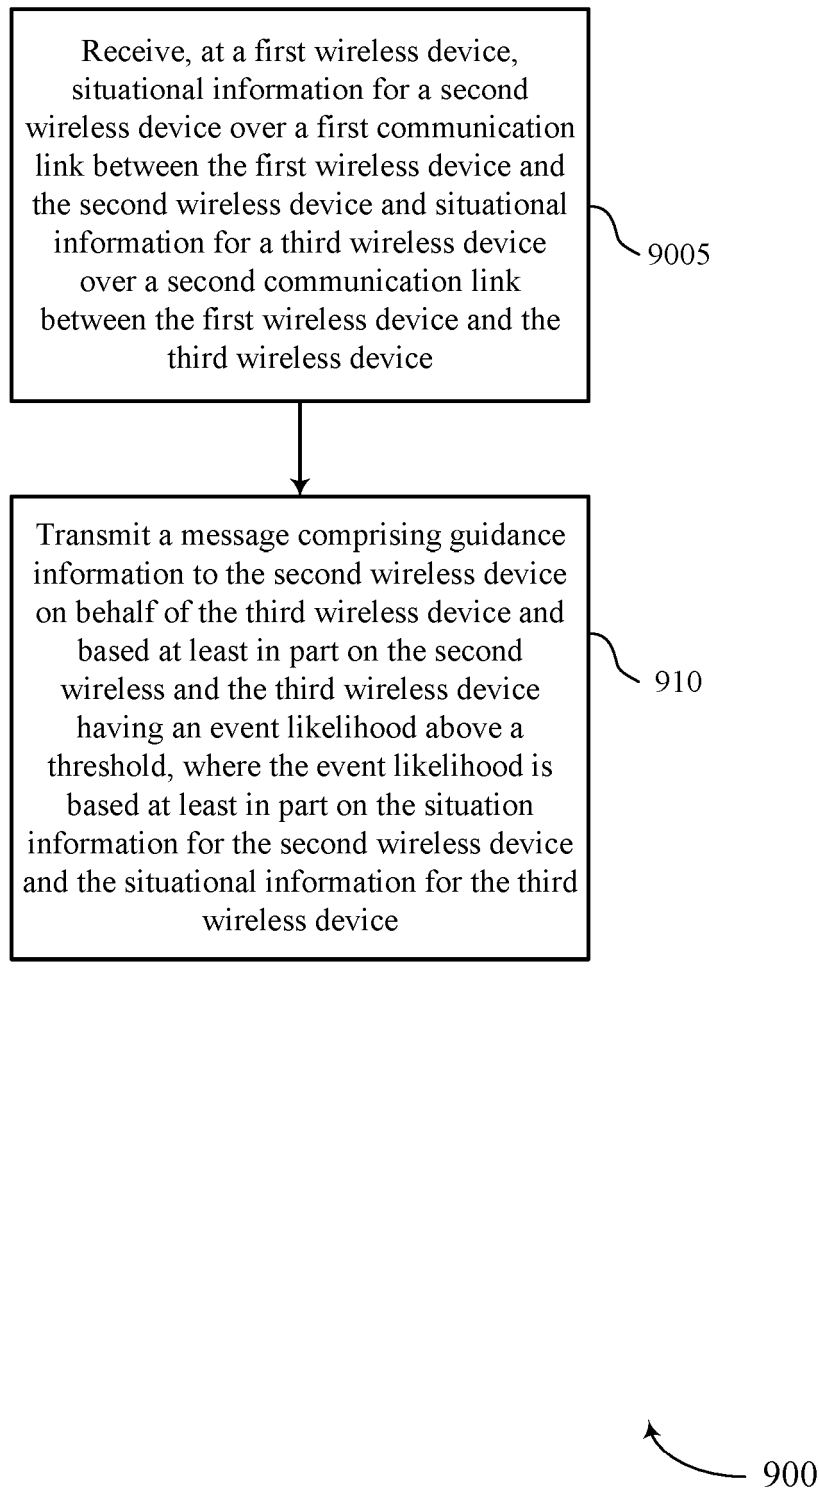 Receive, at a first wireless device,
situational information for a second
wireless device over a first communication
link between the first wireless device and
the second wireless device and situational
information for a third wireless device
over a second communication link
between the first wireless device and the
third wireless device
9005
Transmit a message comprising guidance
information to the second wireless device
on behalf of the third wireless device and
based at least in part on the second
wireless and the third wireless device
having an event likelihood above a
threshold, where the event likelihood is
based at least in part on the situation
information for the second wireless device
and the situational information for the third
wireless device
910
900